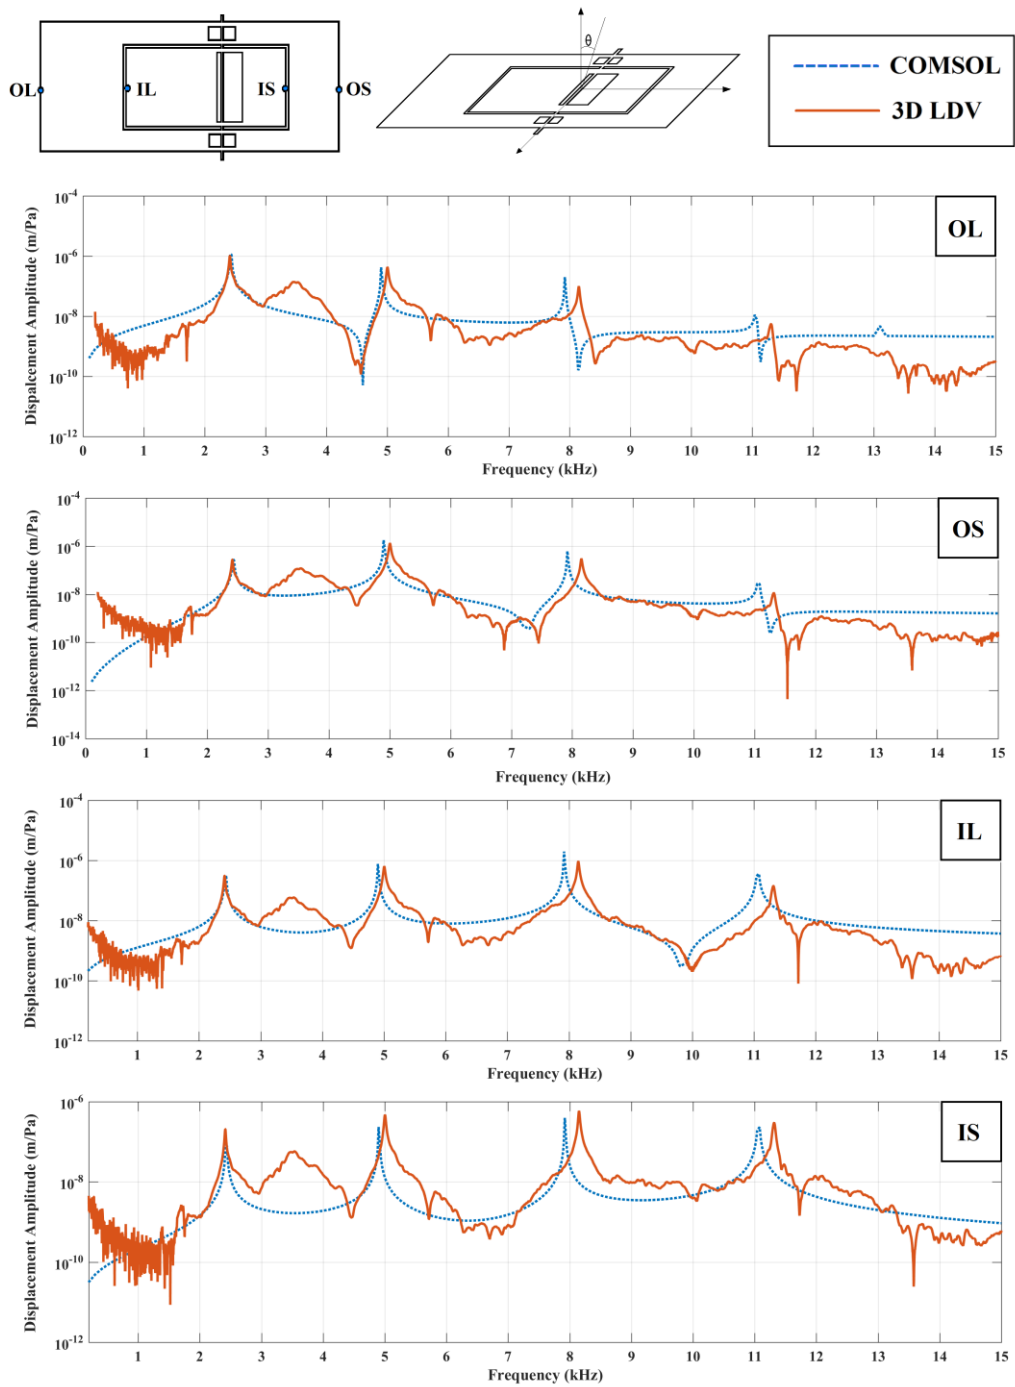 OL IL IS OS
θ
COMSOL
3D LDV
OL
Dispalcement Amplitude (m/Pa)
10^-4
10^-6
10^-8
10^-10
10^-12
0 1 2 3 4 5 6 7 8 9 10 11 12 13 14 15
Frequency (kHz)
OS
Displacement Amplitude (m/Pa)
10^-4
10^-6
10^-8
10^-10
10^-12
10^-14
0 1 2 3 4 5 6 7 8 9 10 11 12 13 14 15
Frequency (kHz)
IL
Displacement Amplitude (m/Pa)
10^-4
10^-6
10^-8
10^-10
10^-12
1 2 3 4 5 6 7 8 9 10 11 12 13 14 15
Frequency (kHz)
IS
Displacement Amplitude (m/Pa)
10^-6
10^-8
10^-10
10^-12
1 2 3 4 5 6 7 8 9 10 11 12 13 14 15
Frequency (kHz)